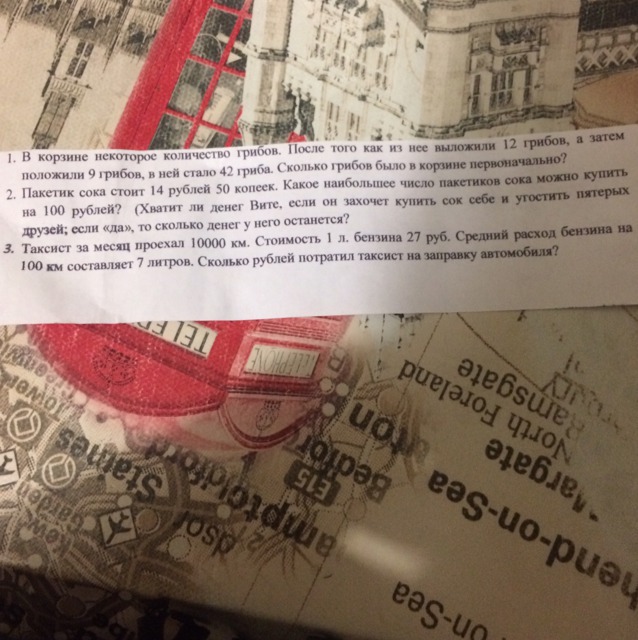 1. В корзине некоторое количество грибов. После того как из нее выложили 12 грибов, а затем
положили 9 грибов, в ней стало 42 гриба. Сколько грибов было в корзине первоначально?
2. Пакетик сока стоит 14 рублей 50 копеек. Какое наибольшее число пакетиков сока можно купить
на 100 рублей? (Хватит ли денег Вите, если он захочет купить сок себе и угостить пятерых
друзей; если «да», то сколько денег у него останется?
3. Таксист за месяц проехал 10000 км. Стоимость 1 л. бензина 27 руб. Средний расход бензина на
100 км составляет 7 литров. Сколько рублей потратил таксист на заправку автомобиля?
TELEPHONE
North Foreland
Ramsgate
Margate
Staines
hend-on-Sea
on-Sea